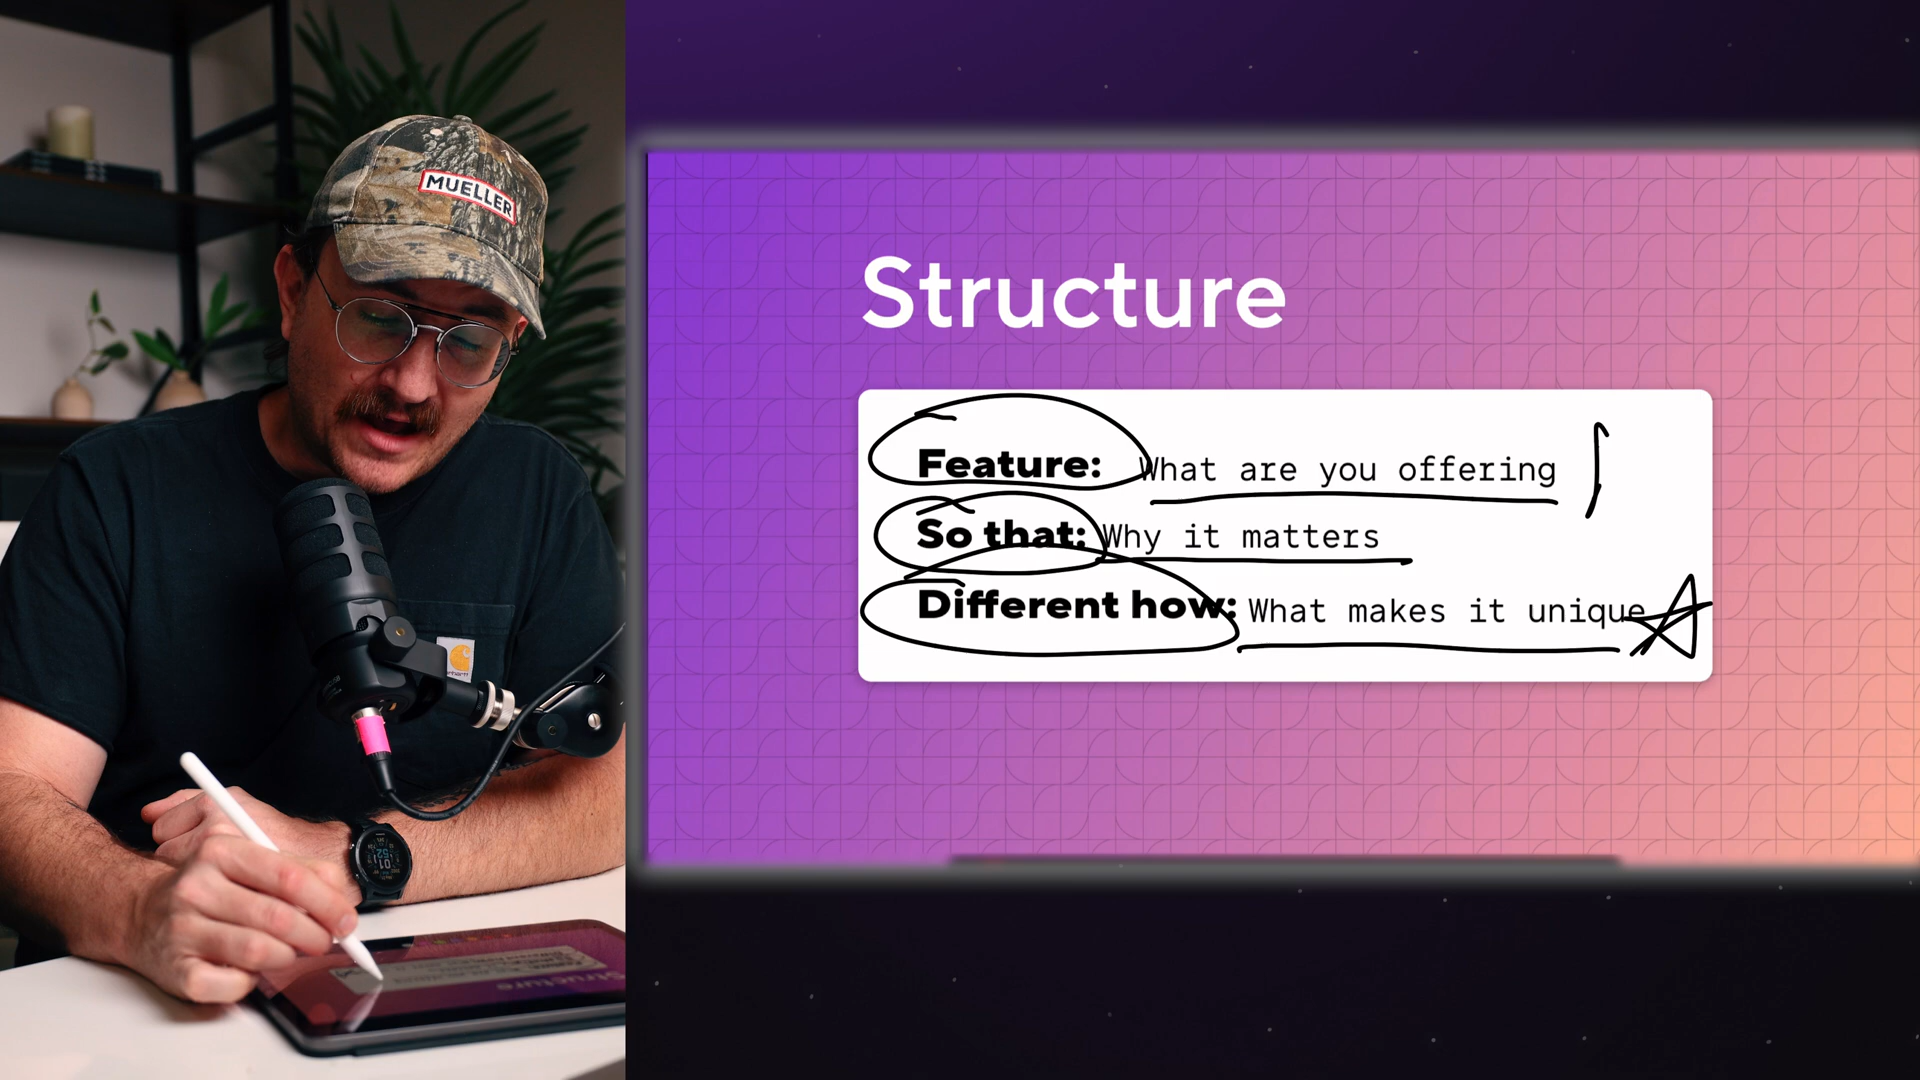 MUELLER
Structure
Feature: What are you offering
So that: Why it matters
Different how: What makes it unique